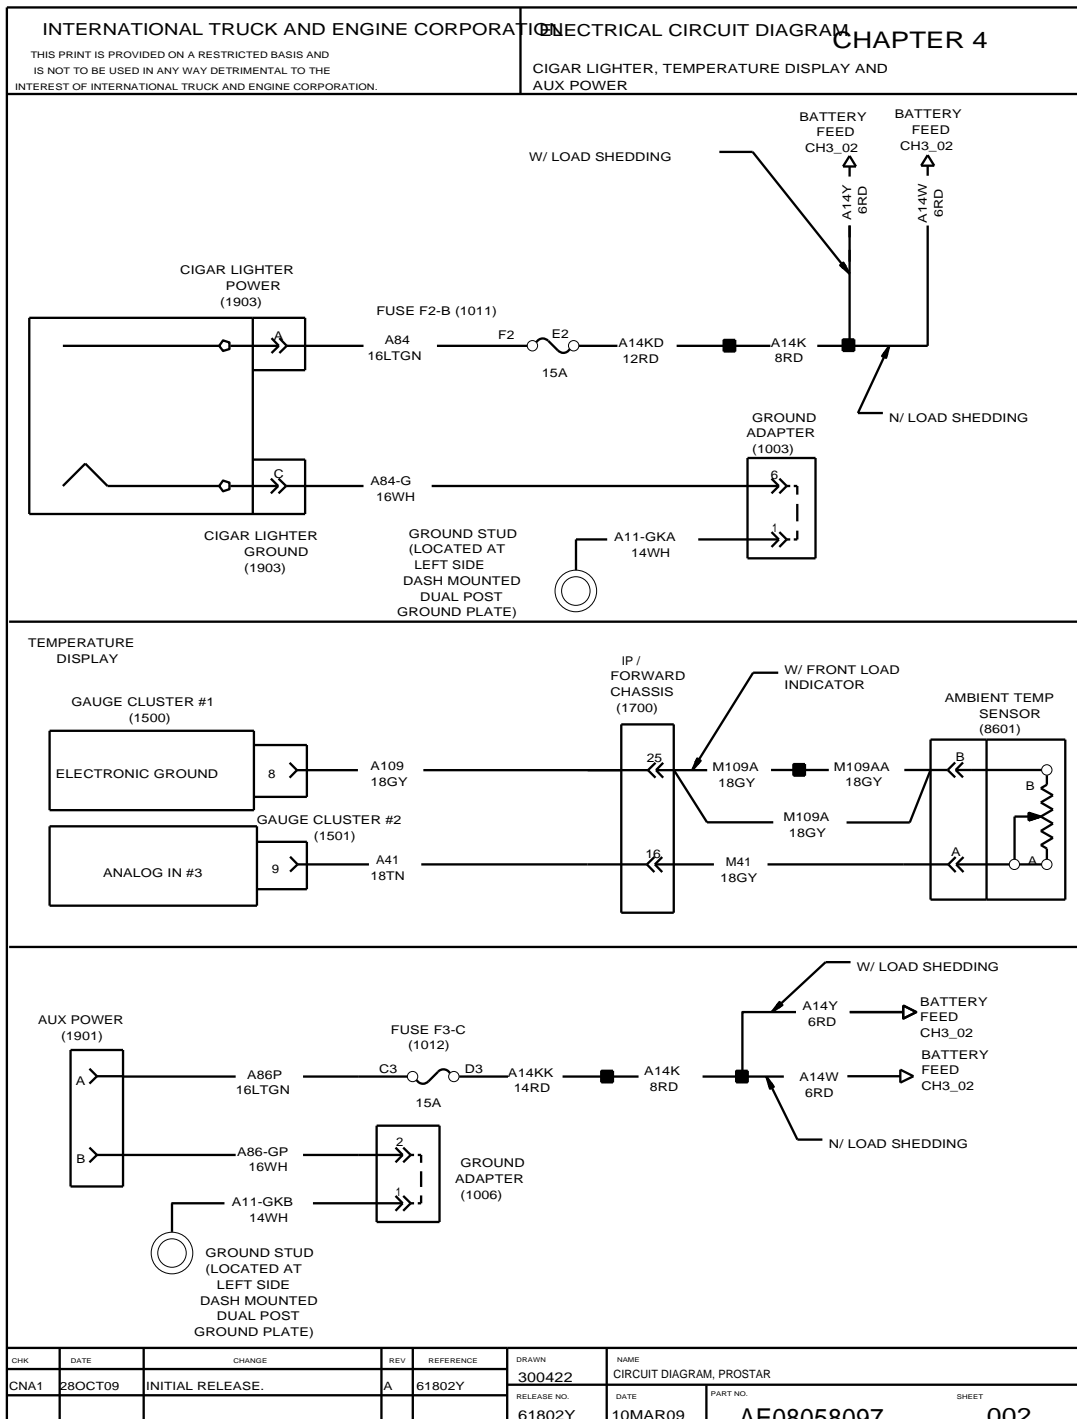 INTERNATIONAL TRUCK AND ENGINE CORPORATION
THIS PRINT IS PROVIDED ON A RESTRICTED BASIS AND
IS NOT TO BE USED IN ANY WAY DETRIMENTAL TO THE
INTEREST OF INTERNATIONAL TRUCK AND ENGINE CORPORATION.
ELECTRICAL CIRCUIT DIAGRAM
CHAPTER 4
CIGAR LIGHTER, TEMPERATURE DISPLAY AND
AUX POWER
BATTERY
FEED
CH3_02
BATTERY
FEED
CH3_02
W/ LOAD SHEDDING
A14Y
6RD
A14W
6RD
CIGAR LIGHTER
POWER
(1903)
FUSE F2-B (1011)
A
A84
16LTGN
F2
E2
15A
A14KD
12RD
A14K
8RD
N/ LOAD SHEDDING
GROUND
ADAPTER
(1003)
C
A84-G
16WH
6
1
CIGAR LIGHTER
GROUND
(1903)
GROUND STUD
(LOCATED AT
LEFT SIDE
DASH MOUNTED
DUAL POST
GROUND PLATE)
A11-GKA
14WH
TEMPERATURE
DISPLAY
IP /
FORWARD
CHASSIS
(1700)
W/ FRONT LOAD
INDICATOR
GAUGE CLUSTER #1
(1500)
AMBIENT TEMP
SENSOR
(8601)
ELECTRONIC GROUND
8
A109
18GY
25
M109A
18GY
M109AA
18GY
B
B
M109A
18GY
GAUGE CLUSTER #2
(1501)
ANALOG IN #3
9
A41
18TN
16
M41
18GY
A
A
W/ LOAD SHEDDING
AUX POWER
(1901)
FUSE F3-C
(1012)
A14Y
6RD
BATTERY
FEED
CH3_02
A
A86P
16LTGN
C3
D3
15A
A14KK
14RD
A14K
8RD
A14W
6RD
BATTERY
FEED
CH3_02
N/ LOAD SHEDDING
B
A86-GP
16WH
2
1
GROUND
ADAPTER
(1006)
A11-GKB
14WH
GROUND STUD
(LOCATED AT
LEFT SIDE
DASH MOUNTED
DUAL POST
GROUND PLATE)
CHK DATE CHANGE REV REFERENCE
CNA1 28OCT09 INITIAL RELEASE. A 61802Y
DRAWN
300422
NAME
CIRCUIT DIAGRAM, PROSTAR
RELEASE NO.
61802Y
DATE
10MAR09
PART NO.
AE08058097
SHEET
002